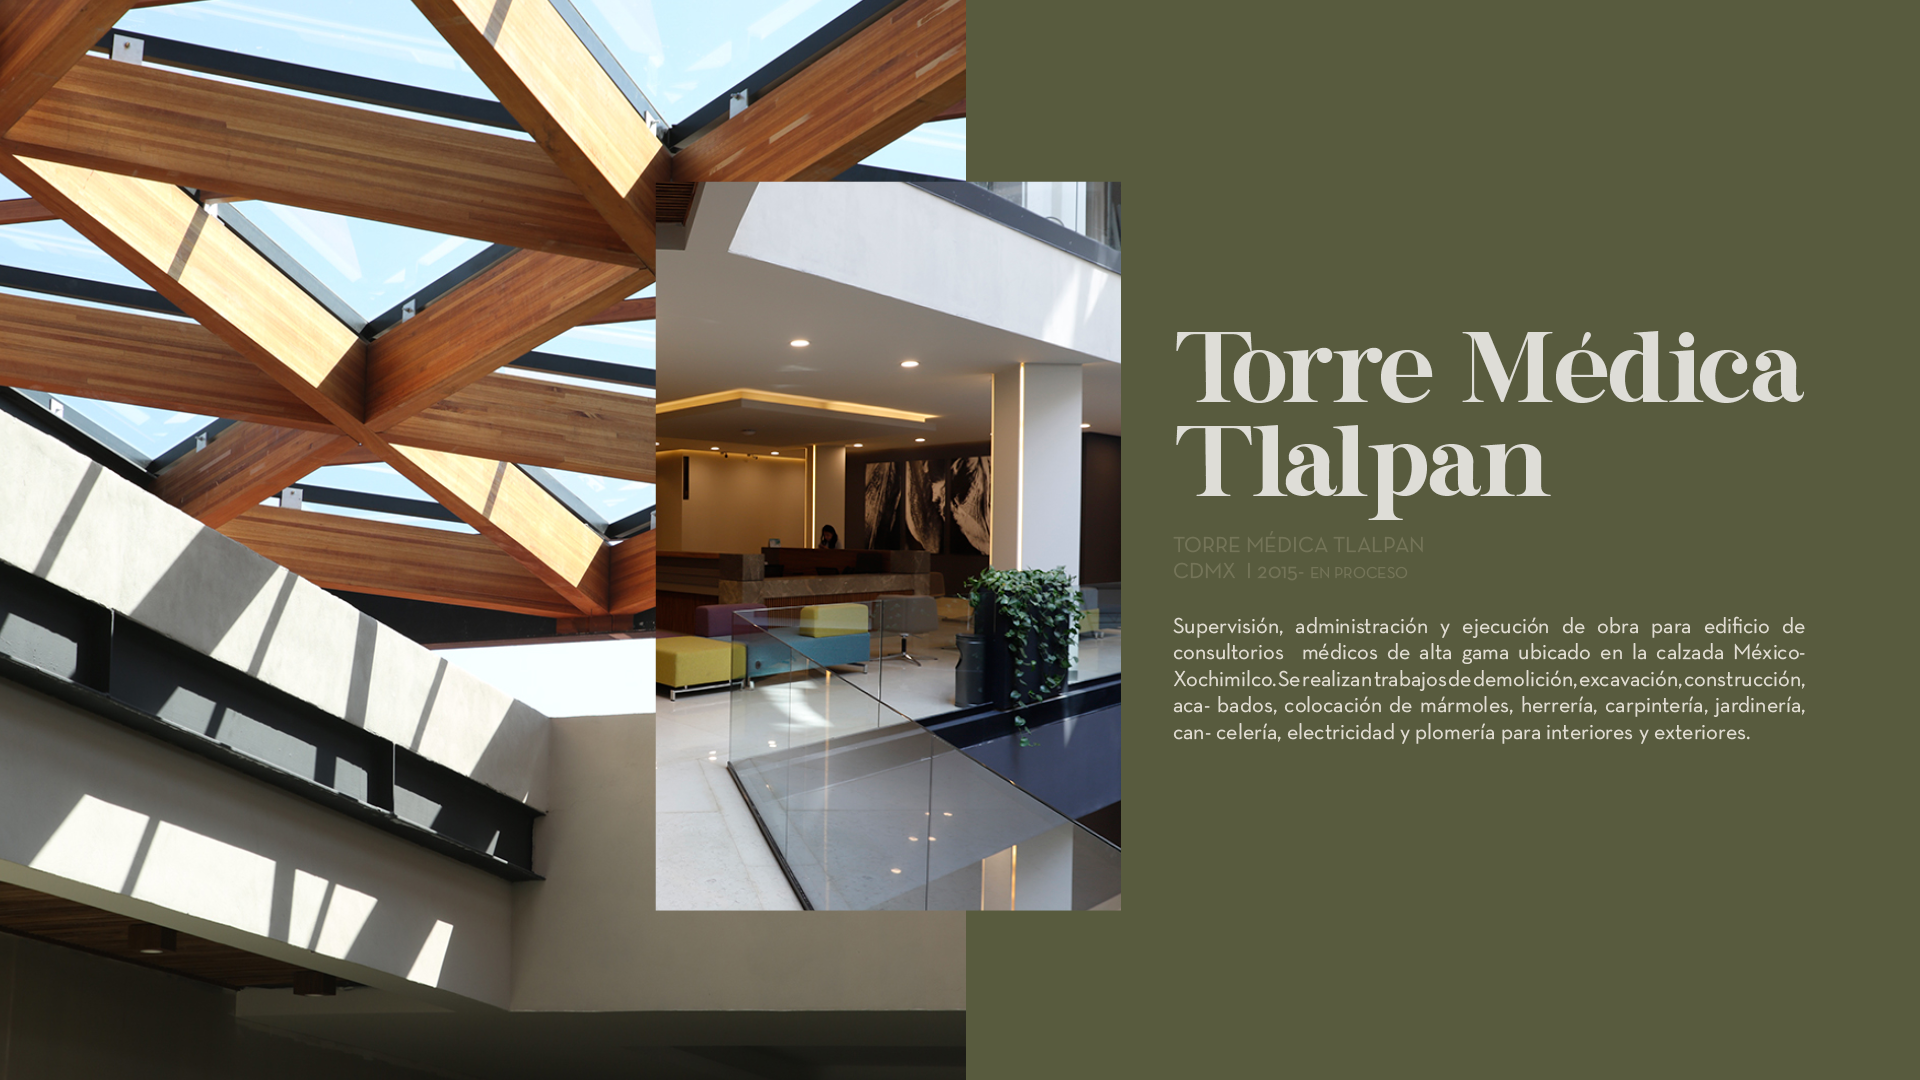 Torre Médica
Tlalpan
TORRE MÉDICA TLALPAN
CDMX | 2015- EN PROCESO
Supervisión, administración y ejecución de obra para edificio de
consultorios médicos de alta gama ubicado en la calzada México-
Xochimilco. Se realizan trabajos de demolición, excavación, construcción,
aca- bados, colocación de mármoles, herrería, carpintería, jardinería,
can- celería, electricidad y plomería para interiores y exteriores.